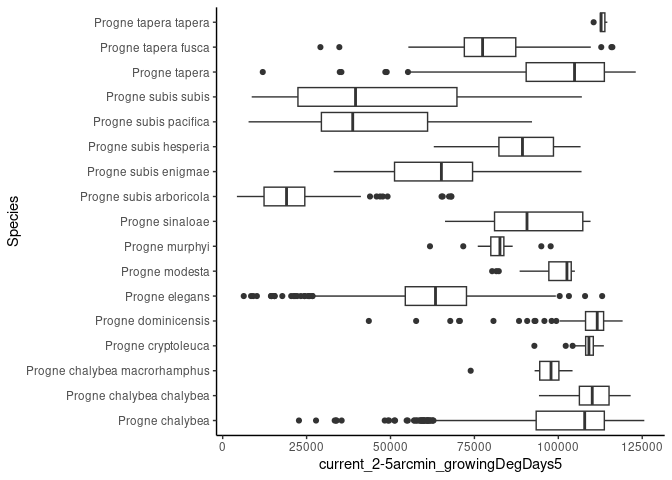 Progne tapera tapera
Progne tapera fusca
Progne tapera
Progne subis subis
Progne subis pacifica
Progne subis hesperia
Progne subis enigmae
Progne subis arboricola
Progne sinaloae
Progne murphyi
Progne modesta
Progne elegans
Progne dominicensis
Progne cryptoleuca
Progne chalybea macrorhamphus
Progne chalybea chalybea
Progne chalybea
Species
0 25000 50000 75000 100000 125000
current_2-5arcmin_growingDegDays5